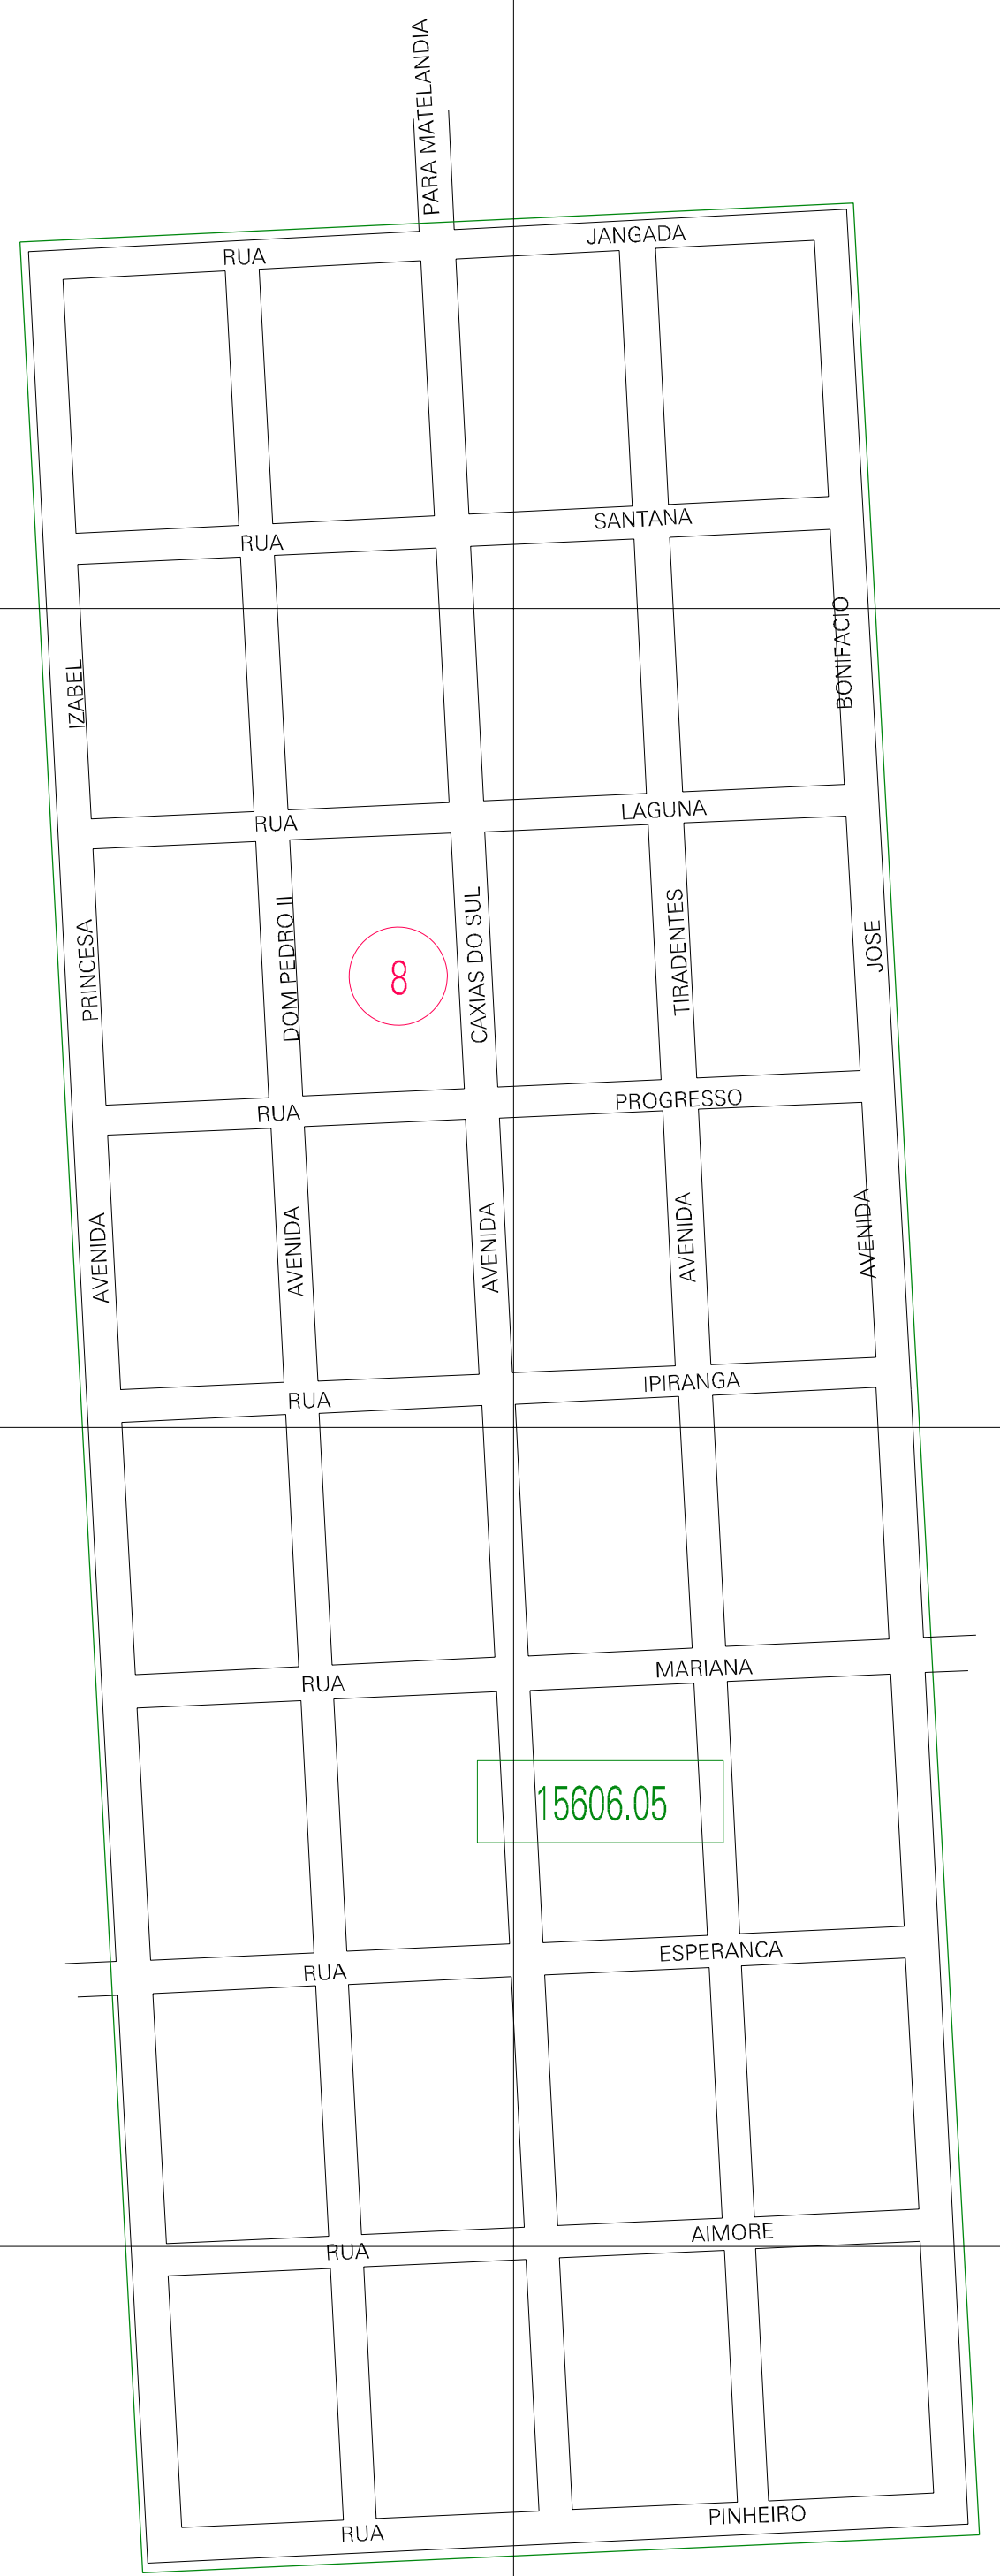 PARA MATELANDIA
RUA JANGADA
RUA SANTANA
IZABEL
BONIFACIO
RUA LAGUNA
PRINCESA
DOM PEDRO II
8
CAXIAS DO SUL
TIRADENTES
JOSE
RUA PROGRESSO
AVENIDA
AVENIDA
AVENIDA
AVENIDA
AVENIDA
RUA IPIRANGA
RUA MARIANA
15606.05
RUA ESPERANCA
RUA AIMORE
RUA PINHEIRO